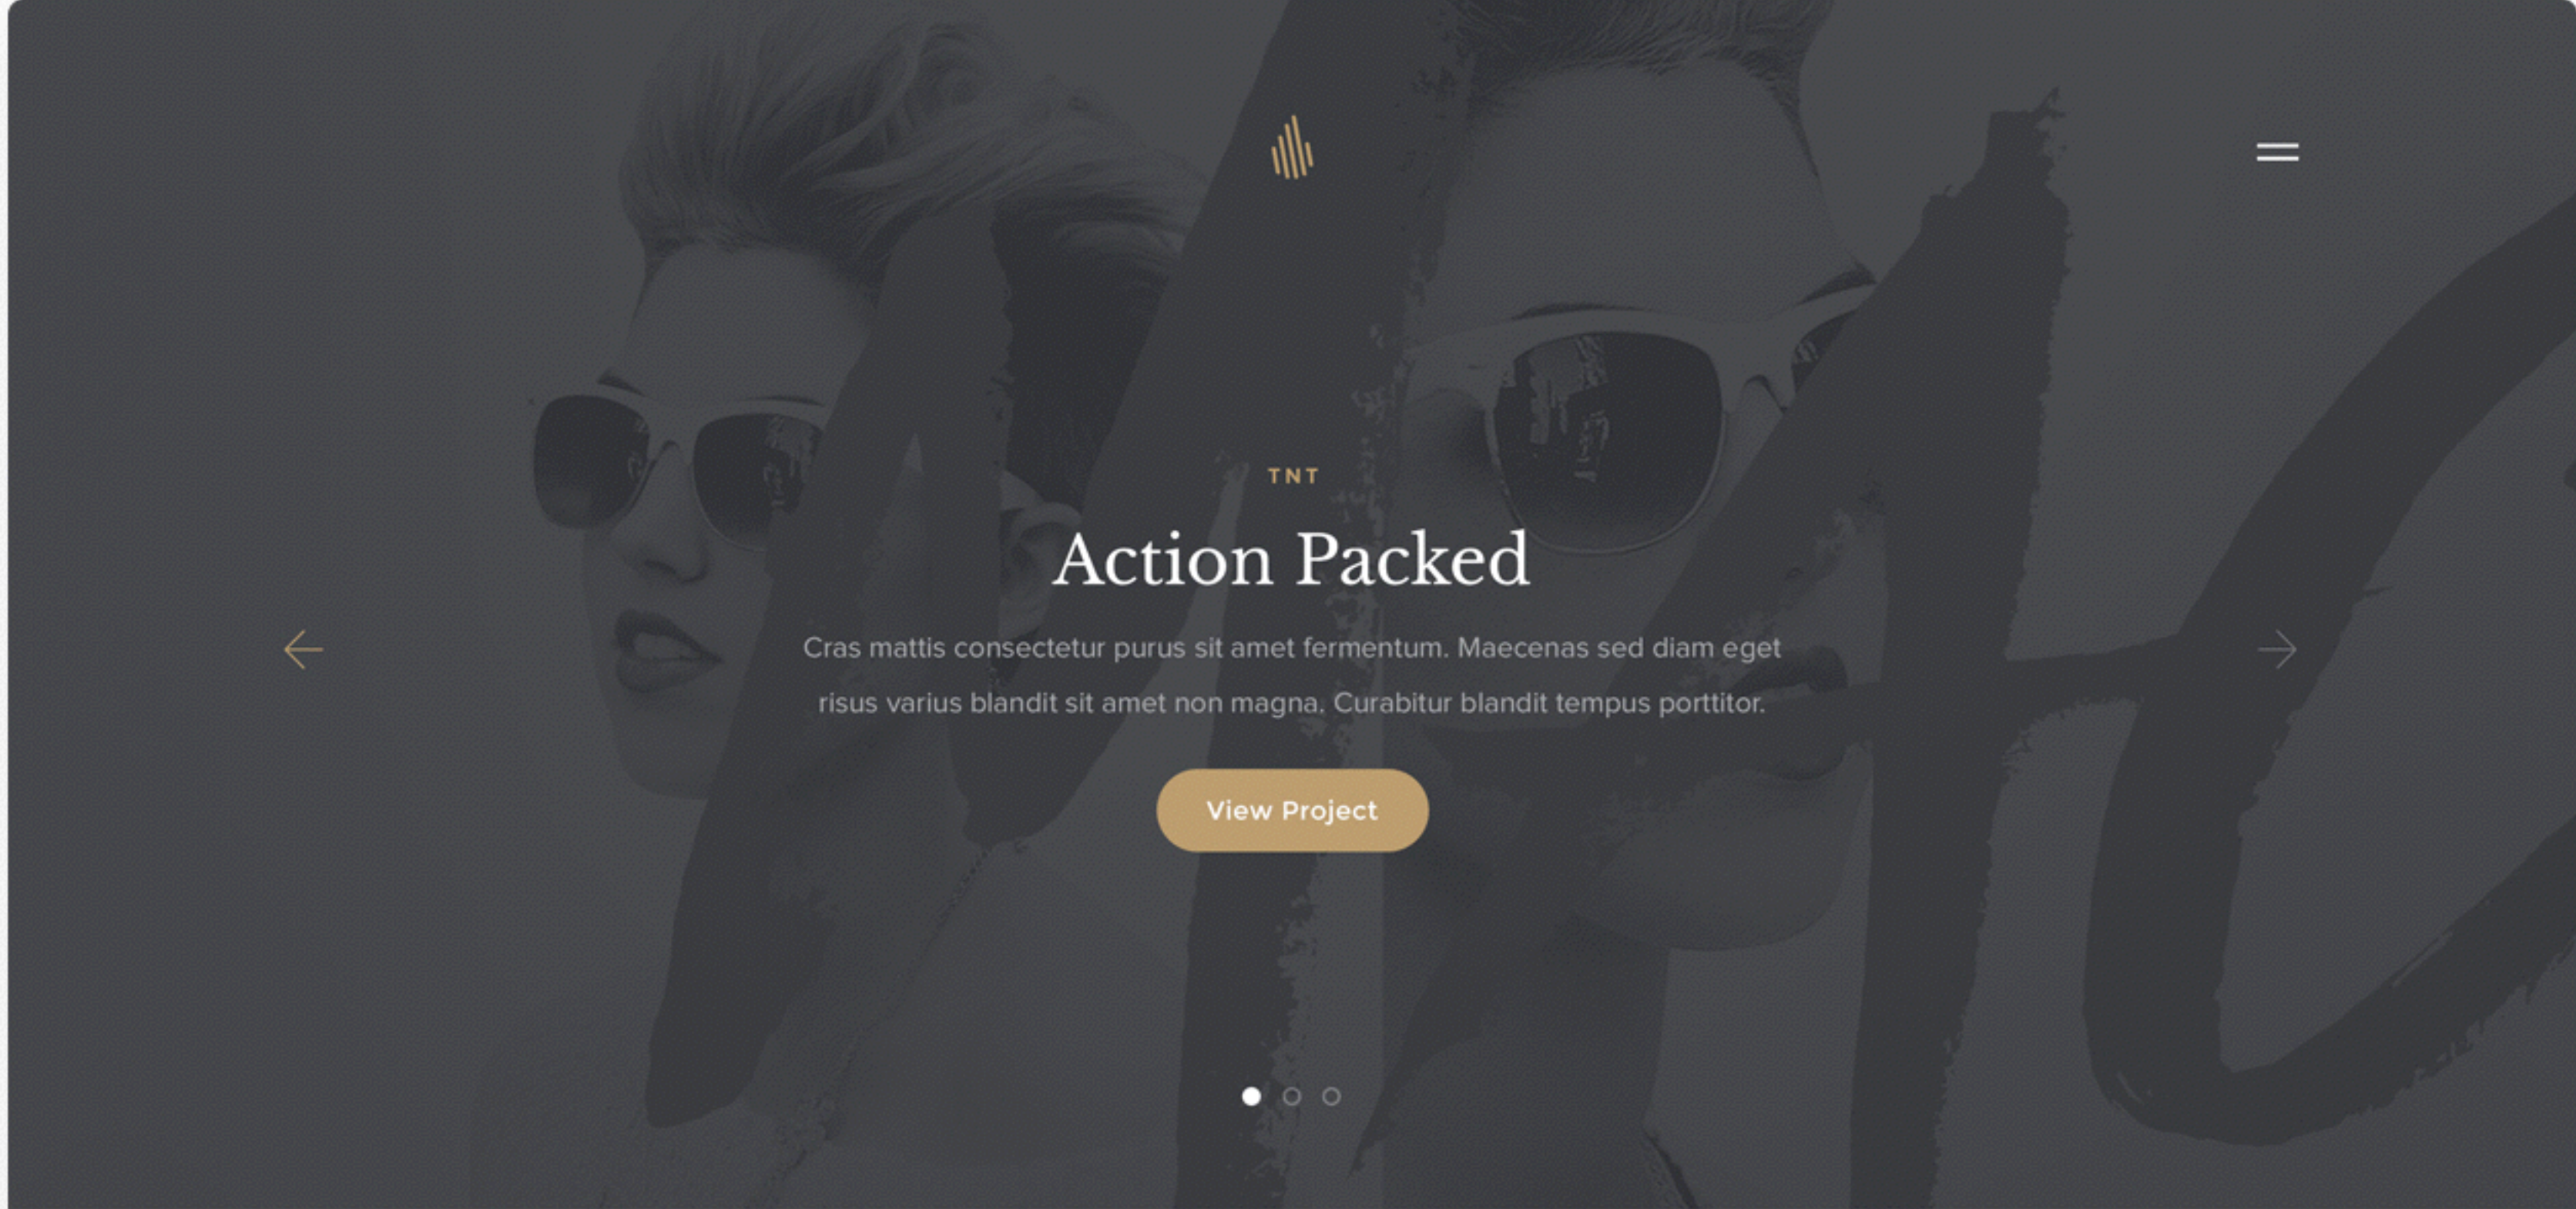 TNT
Action Packed
Cras mattis consectetur purus sit amet fermentum. Maecenas sed diam eget
risus varius blandit sit amet non magna. Curabitur blandit tempus porttitor.
View Project